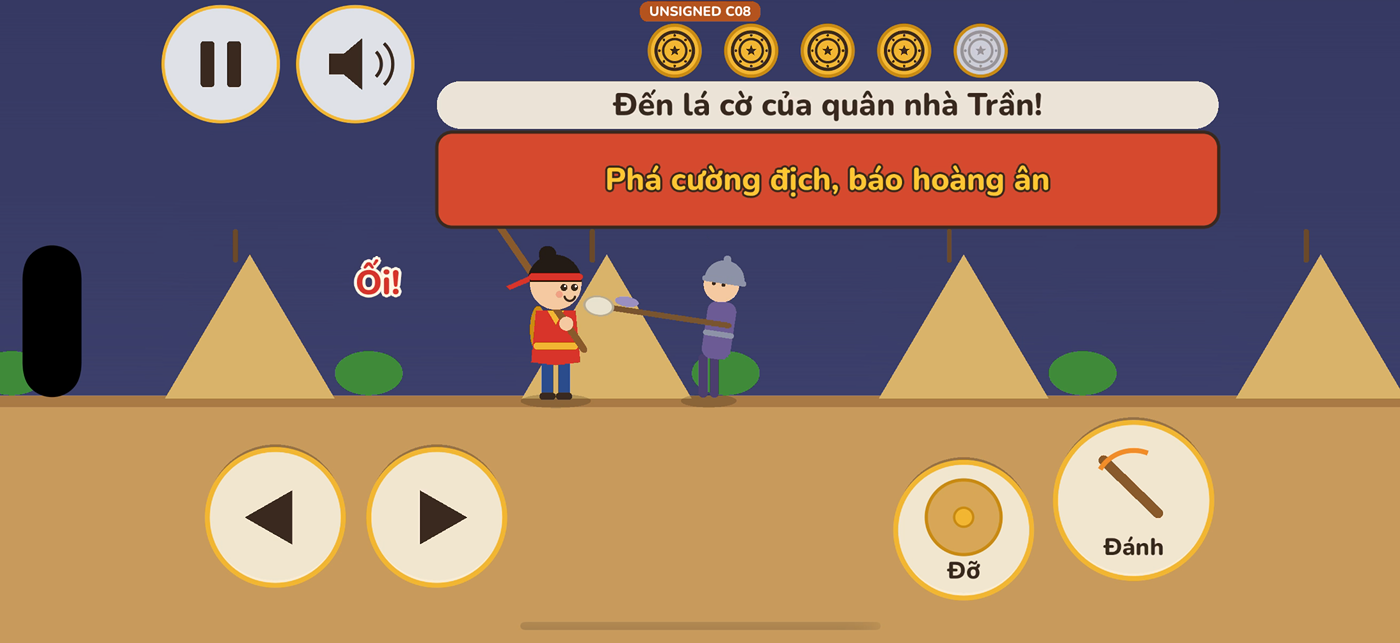 UNSIGNED C08
Đến lá cờ của quân nhà Trần!
Phá cường địch, báo hoàng ân
Ối!
Đánh
Đỡ